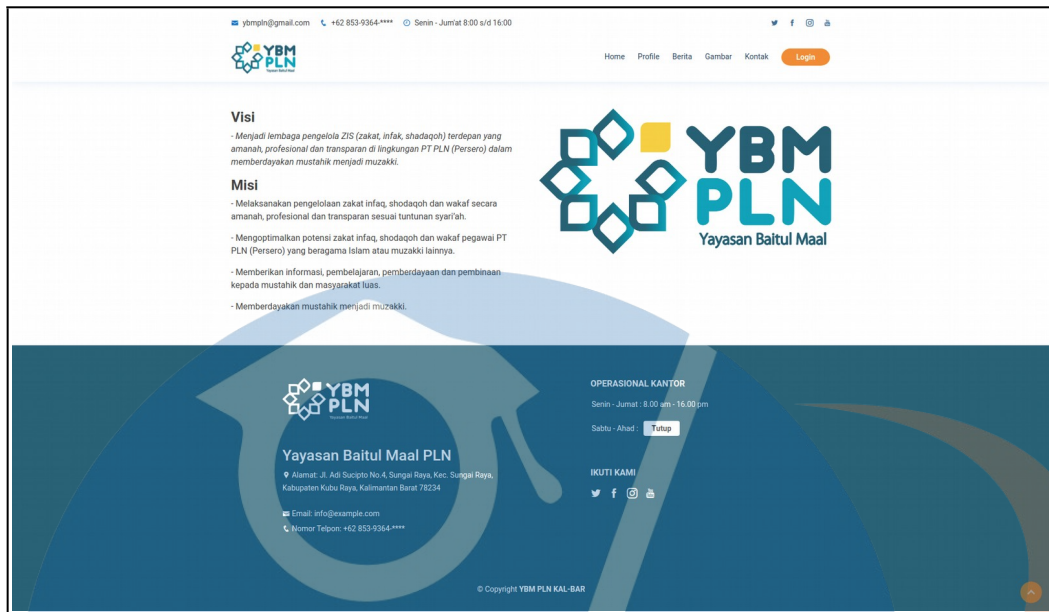 ybmpln@gmail.com +62 853-9364-**** Senin - Jum'at 8:00 s/d 16:00
YBM
PLN
Yayasan Baitul Maal
Home Profile Berita Gambar Kontak Login
Visi
- Menjadi lembaga pengelola ZIS (zakat, infak, shadaqoh) terdepan yang
amanah, profesional dan transparan di lingkungan PT PLN (Persero) dalam
memberdayakan mustahik menjadi muzakki.
Misi
- Melaksanakan pengelolaan zakat infaq, shodaqoh dan wakaf secara
amanah, profesional dan transparan sesuai tuntunan syari'ah.
- Mengoptimalkan potensi zakat infaq, shodaqoh dan wakaf pegawai PT
PLN (Persero) yang beragama Islam atau muzakki lainnya.
- Memberikan informasi, pembelajaran, pemberdayaan dan pembinaan
kepada mustahik dan masyarakat luas.
- Memberdayakan mustahik menjadi muzakki.
YBM
PLN
Yayasan Baitul Maal
YBM
PLN
Yayasan Baitul Maal
Yayasan Baitul Maal PLN
Alamat: Jl. Adi Sucipto No.4, Sungai Raya, Kec. Sungai Raya,
Kabupaten Kubu Raya, Kalimantan Barat 78234
Email: info@example.com
Nomor Telpon: +62 853-9364-****
OPERASIONAL KANTOR
Senin - Jumat : 8.00 am - 16.00 pm
Sabtu - Ahad : Tutup
IKUTI KAMI
© Copyright YBM PLN KAL-BAR